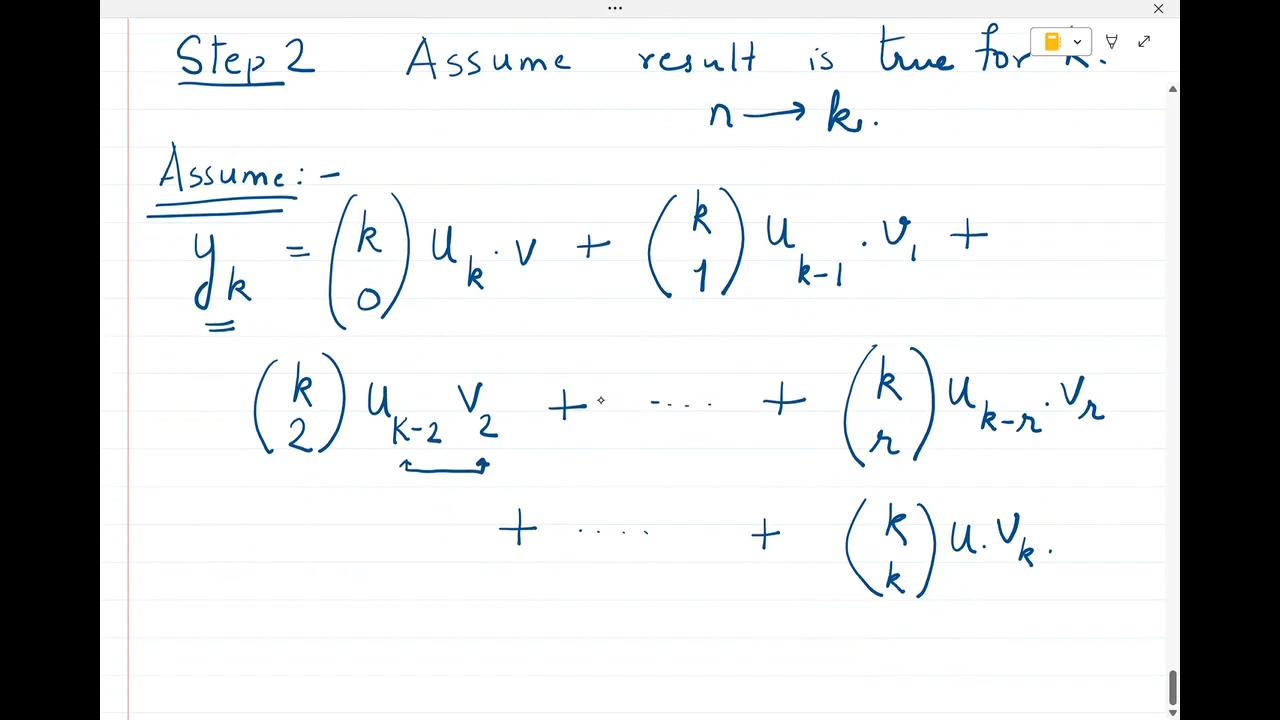 Step 2 Assume result is true for k.
n → k.
Assume :-
y_k = (k 0) u_k . v + (k 1) u_{k-1} . v_1 +
(k 2) u_{k-2} v_2 + .... + (k r) u_{k-r} . v_r
+ .... + (k k) u . v_k .